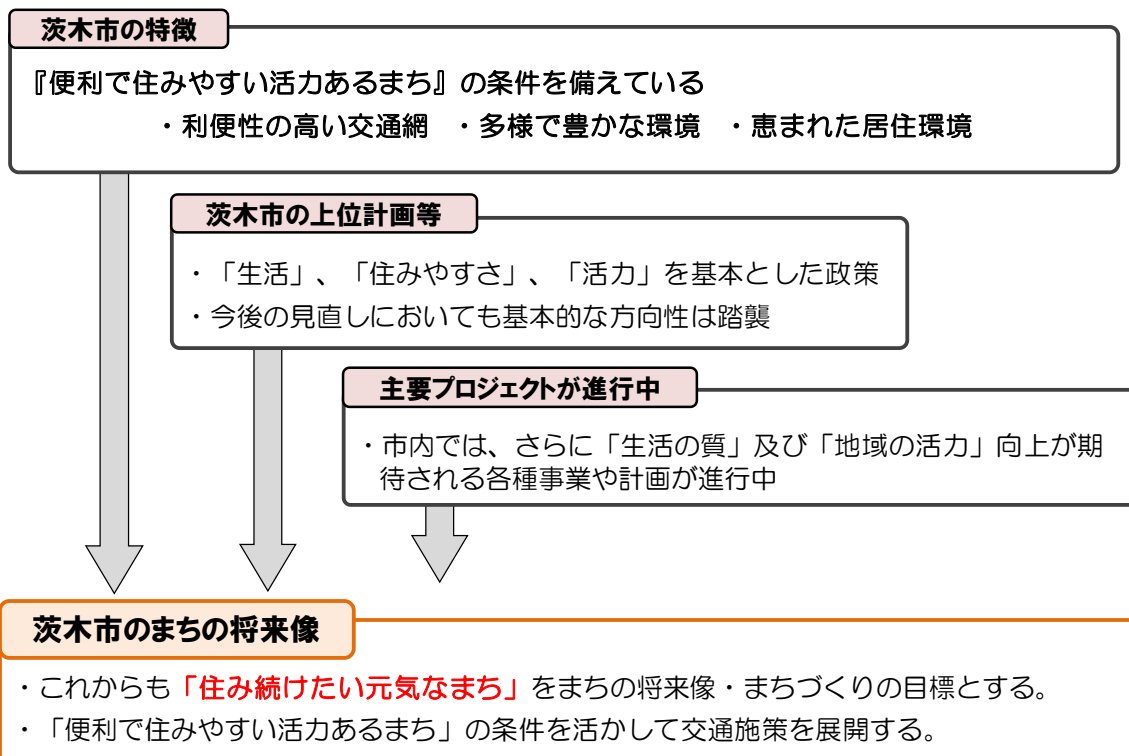 茨木市の特徴
『便利で住みやすい活力あるまち』の条件を備えている
・利便性の高い交通網 ・多様で豊かな環境 ・恵まれた居住環境
茨木市の上位計画等
・「生活」、「住みやすさ」、「活力」を基本とした政策
・今後の見直しにおいても基本的な方向性は踏襲
主要プロジェクトが進行中
・市内では、さらに「生活の質」及び「地域の活力」向上が期
待される各種事業や計画が進行中
茨木市のまちの将来像
・これからも「住み続けたい元気なまち」をまちの将来像・まちづくりの目標とする。
・「便利で住みやすい活力あるまち」の条件を活かして交通施策を展開する。